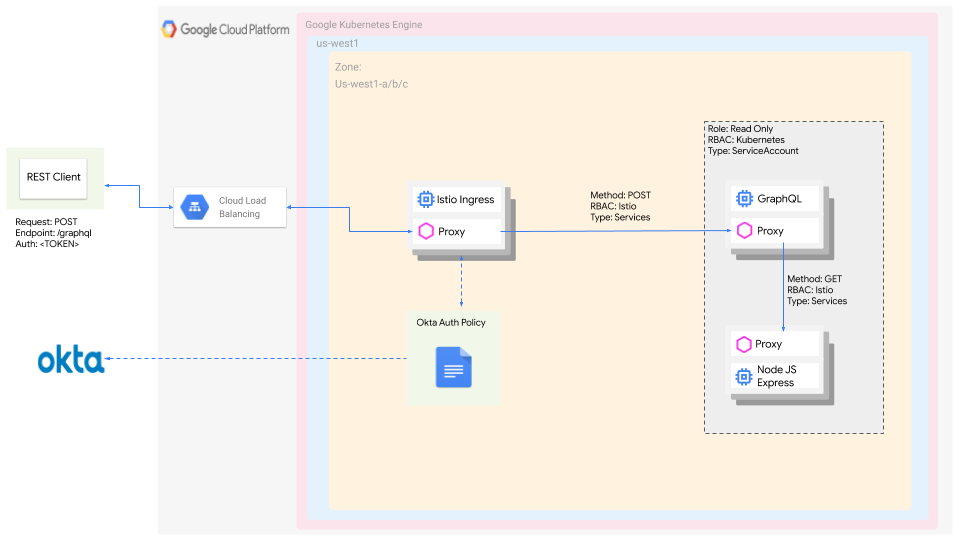 Google Cloud Platform
Google Kubernetes Engine
us-west1
Zone:
Us-west1-a/b/c
REST Client
Request: POST
Endpoint: /graphql
Auth: <TOKEN>
Cloud Load
Balancing
Istio Ingress
Proxy
Okta Auth Policy
okta
Method: POST
RBAC: Istio
Type: Services
Role: Read Only
RBAC: Kubernetes
Type: ServiceAccount
GraphQL
Proxy
Method: GET
RBAC: Istio
Type: Services
Proxy
Node JS
Express